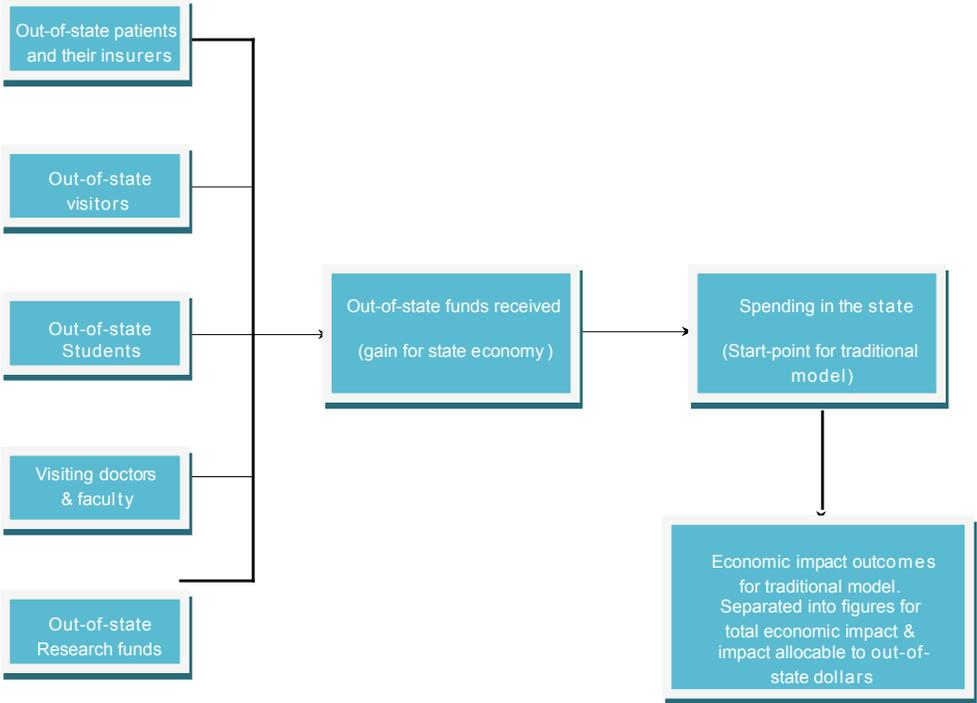 Out-of-state patients
and their insurers
Out-of-state
visitors
Out-of-state
Students
Visiting doctors
& faculty
Out-of-state
Research funds
Out-of-state funds received
(gain for state economy)
Spending in the state
(Start-point for traditional
model)
Economic impact outcomes
for traditional model.
Separated into figures for
total economic impact &
impact allocable to out-of-
state dollars